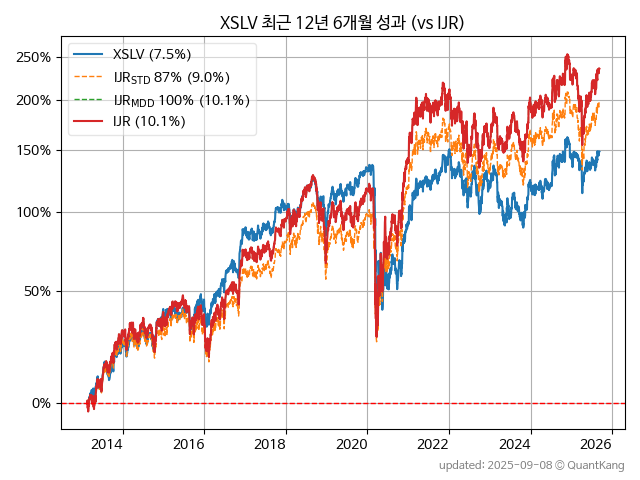 XSLV 최근 12년 6개월 성과 (vs IJR)
XSLV (7.5%)
IJR_STD 87% (9.0%)
IJR_MDD 100% (10.1%)
IJR (10.1%)
250%
200%
150%
100%
50%
0%
2014 2016 2018 2020 2022 2024 2026
updated: 2025-09-08 © QuantKang